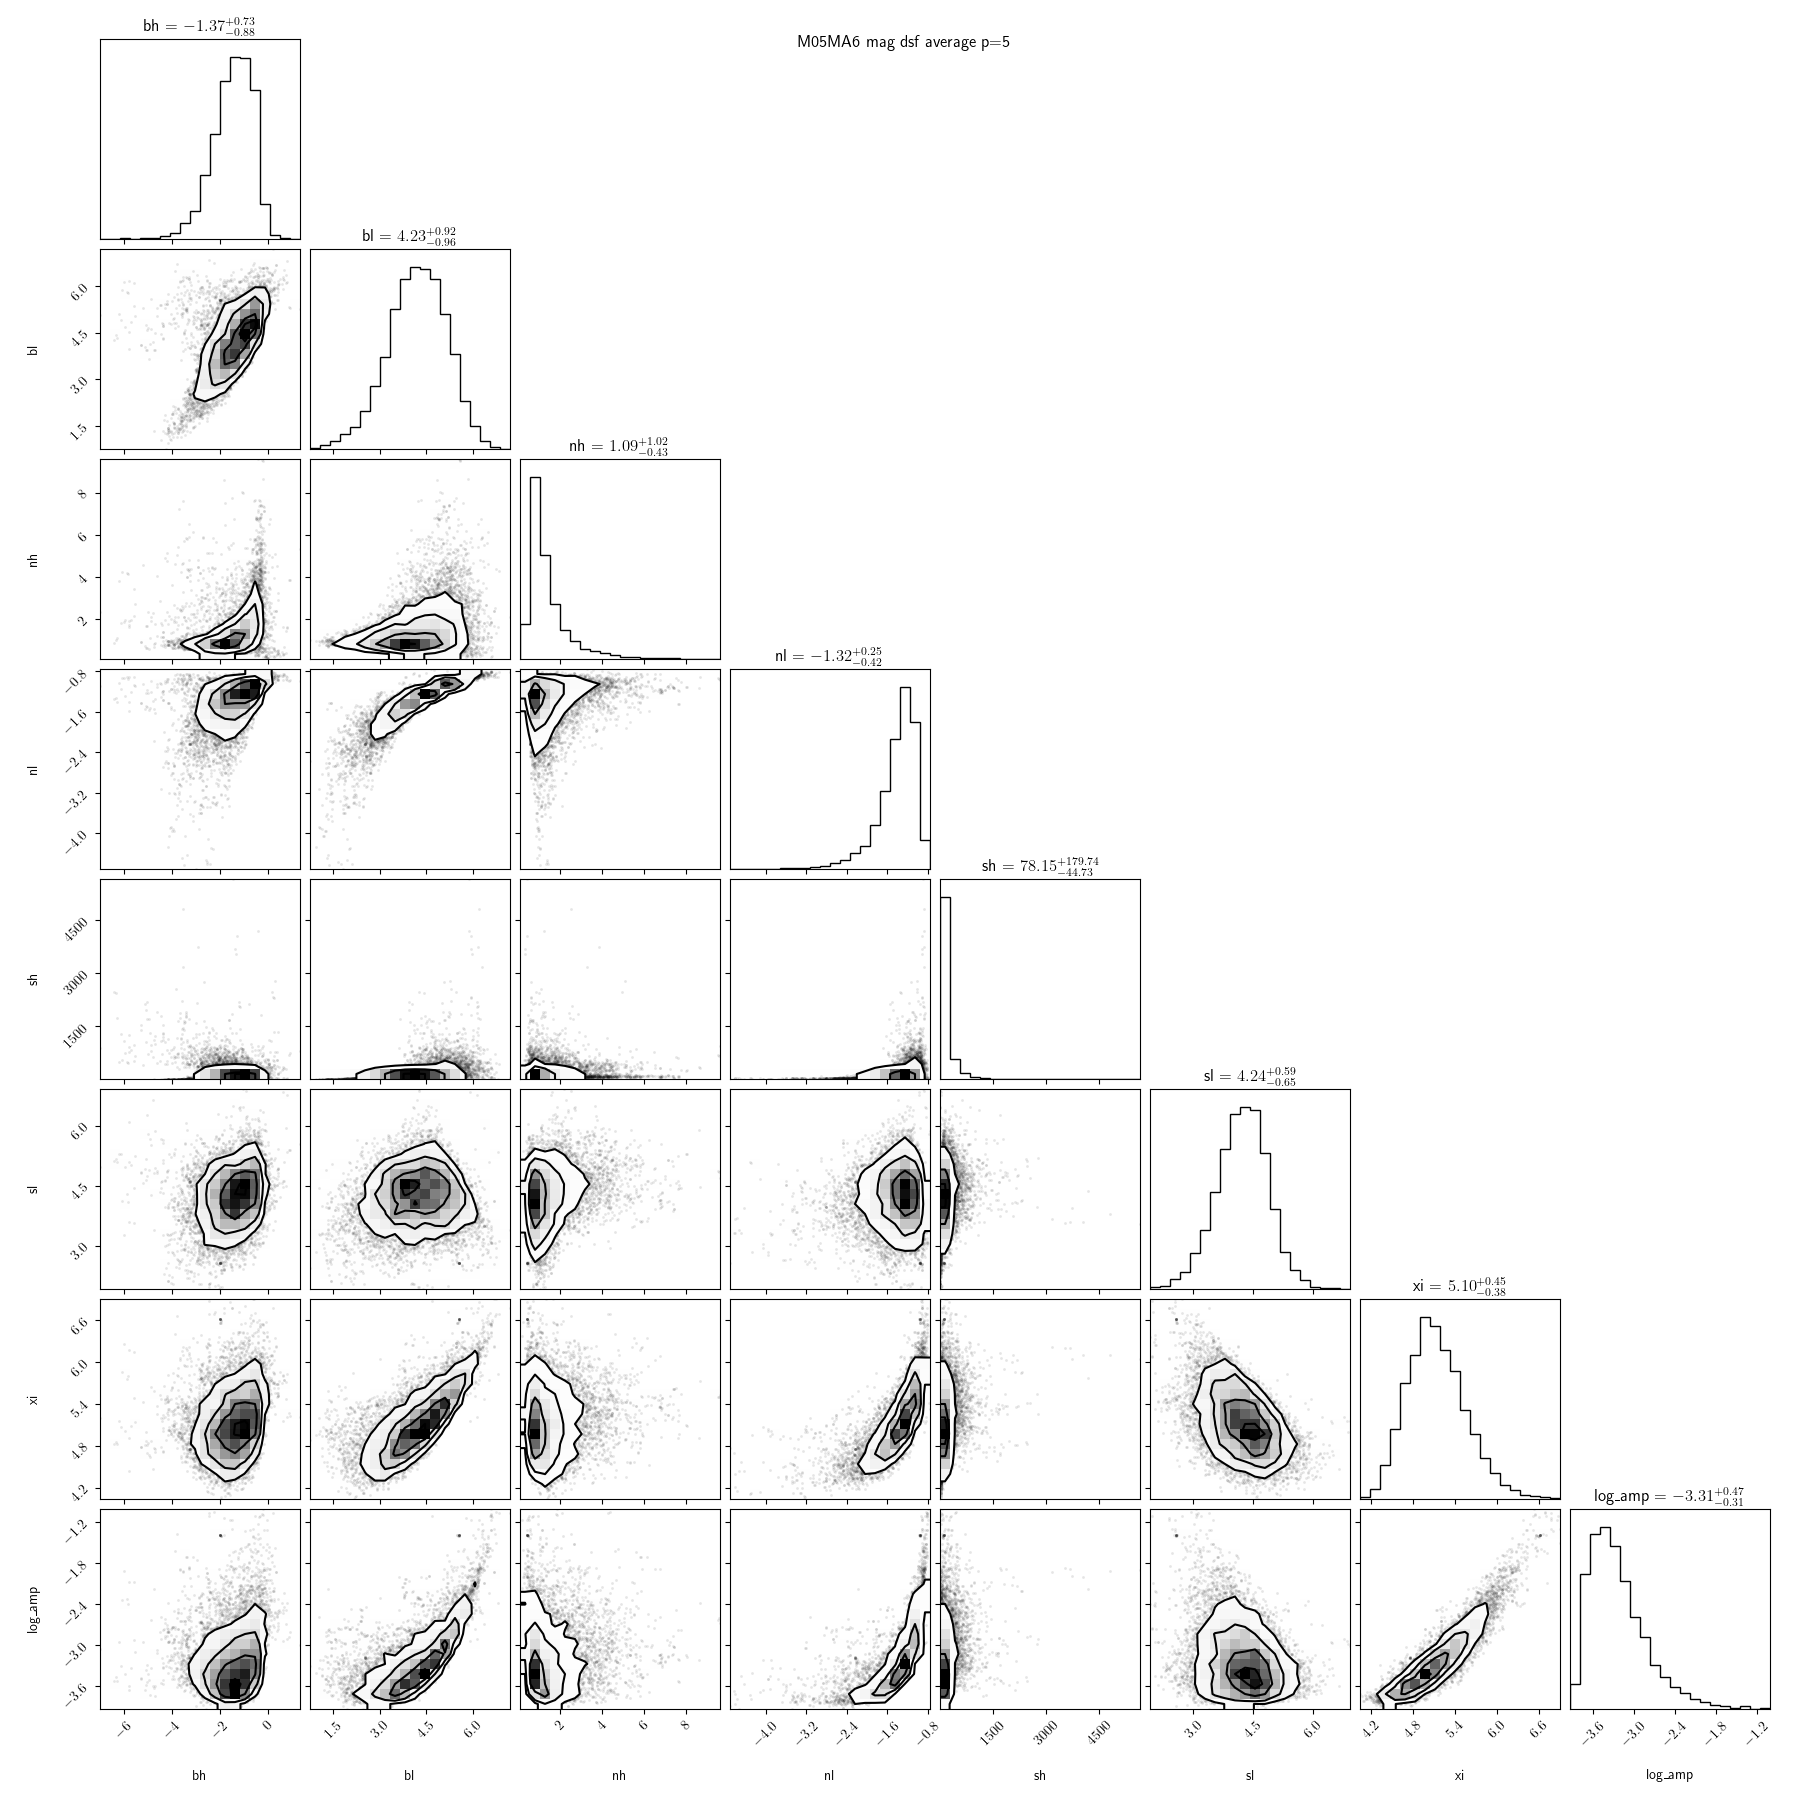 M05MA6 mag dsf average p=5
bh = −1.37 +0.73 −0.88
bl = 4.23 +0.92 −0.96
6.0
4.5
3.0
1.5
bl
nh = 1.09 +1.02 −0.43
8
6
4
2
nh
nl = −1.32 +0.25 −0.42
−0.8
−1.6
−2.4
−3.2
−4.0
nl
sh = 78.15 +179.74 −44.73
4500
3000
1500
sh
sl = 4.24 +0.59 −0.65
6.0
4.5
3.0
sl
xi = 5.10 +0.45 −0.38
6.6
6.0
5.4
4.8
4.2
xi
log_amp = −3.31 +0.47 −0.31
−1.2
−1.8
−2.4
−3.0
−3.6
log_amp
−6 −4 −2 0 1.5 3.0 4.5 6.0 2 4 6 8 −4.0 −3.2 −2.4 −1.6 −0.8 1500 3000 4500 3.0 4.5 6.0 4.2 4.8 5.4 6.0 6.6 −3.6 −3.0 −2.4 −1.8 −1.2
bh bl nh nl sh sl xi log_amp